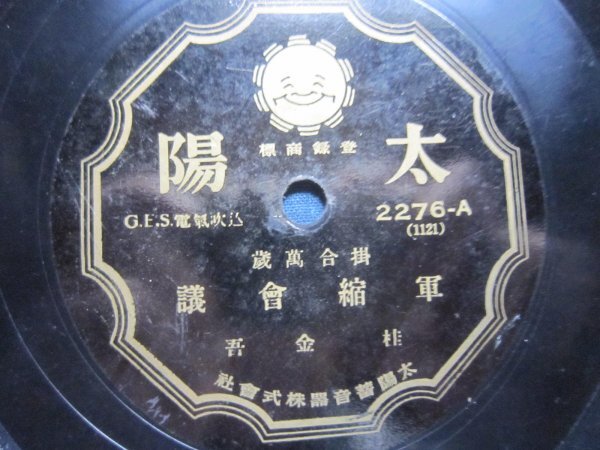 登錄商標
太陽
G.E.S.電氣吹込
2276-A
(1121)
掛合萬歳
軍縮會議
桂金吾
太陽蓄音器株式會社